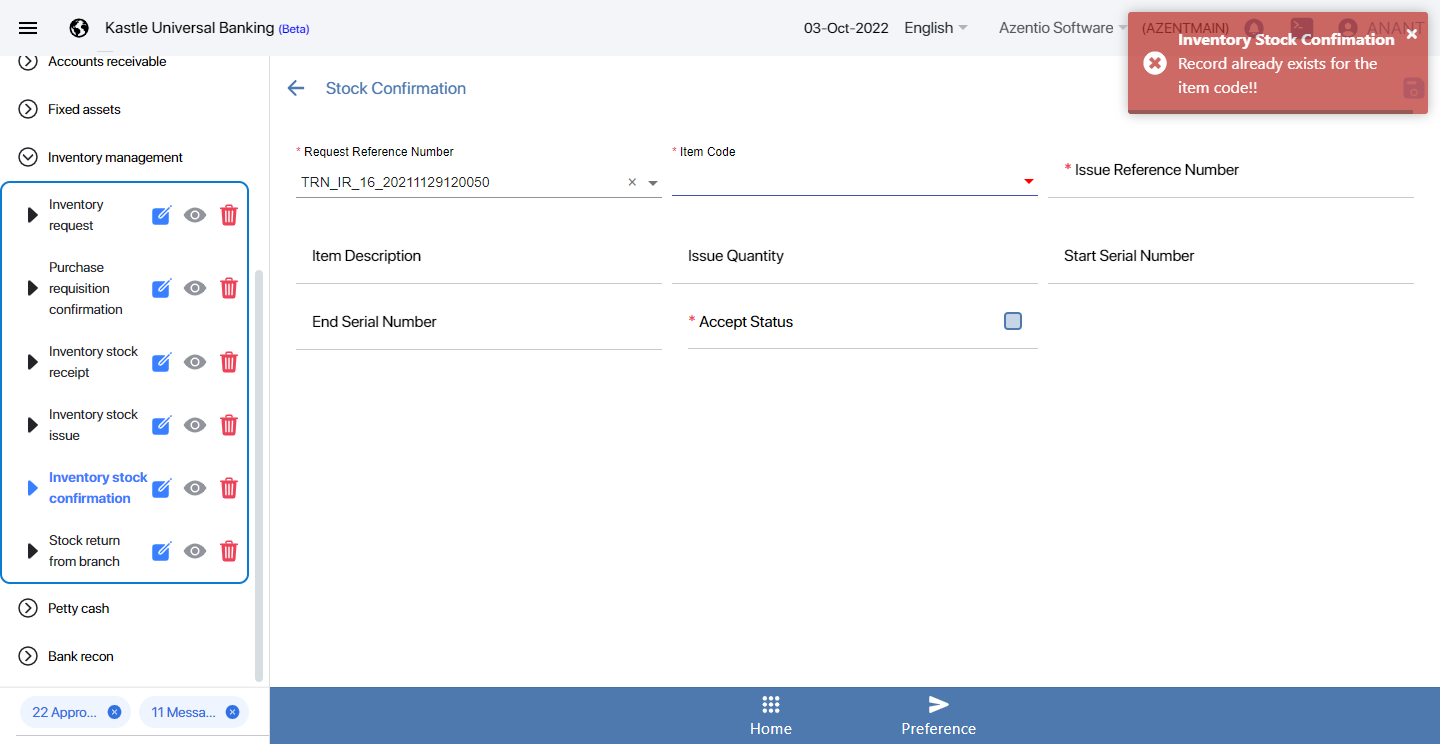 Kastle Universal Banking (Beta)
03-Oct-2022
English
Azentio Software
(AZENTMAIN)
ANANT
Inventory Stock Confimation
Record already exists for the
item code!!
Accounts receivable
Fixed assets
Inventory management
Inventory
request
Purchase
requisition
confirmation
Inventory stock
receipt
Inventory stock
issue
Inventory stock
confirmation
Stock return
from branch
Petty cash
Bank recon
22 Appro...
11 Messa...
Stock Confirmation
* Request Reference Number
TRN_IR_16_20211129120050
* Item Code
* Issue Reference Number
Item Description
Issue Quantity
Start Serial Number
End Serial Number
* Accept Status
Home
Preference